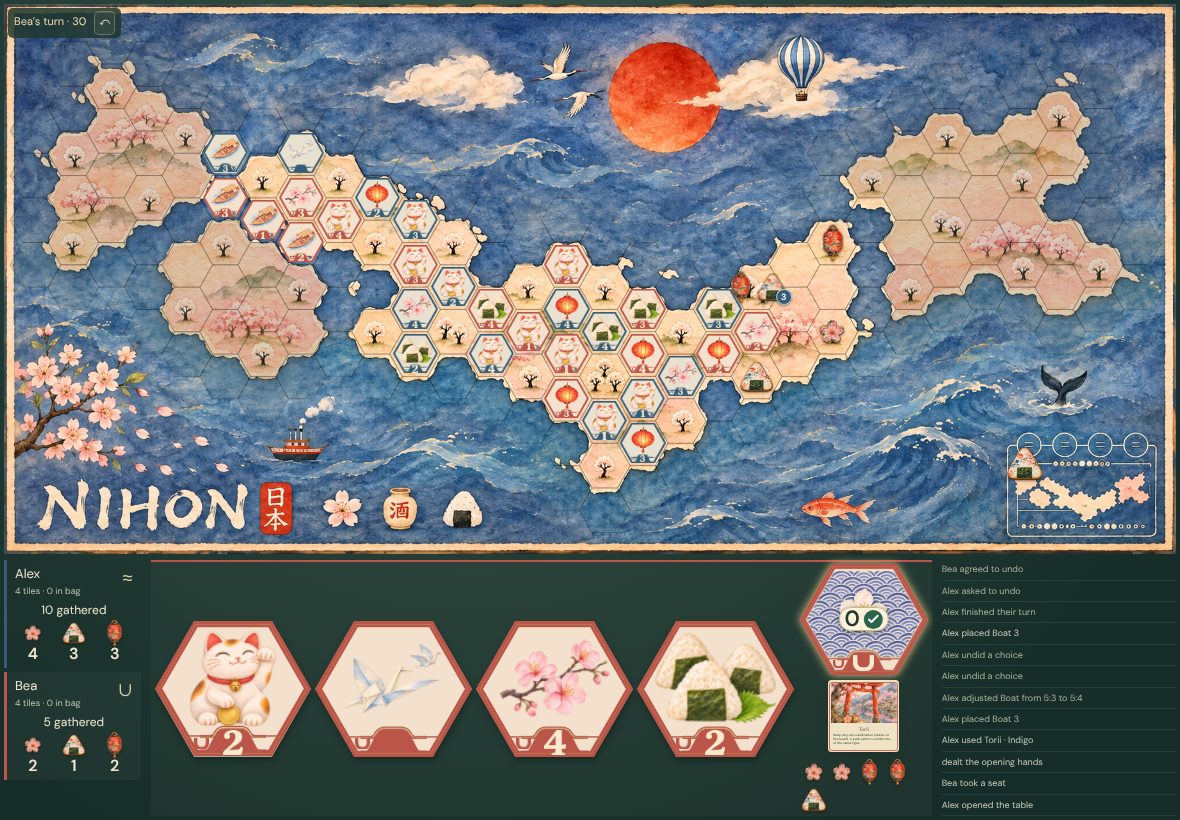 Bea's turn · 30
NIHON
日
本
酒
Alex
4 tiles · 0 in bag
10 gathered
4 3 3
Bea
4 tiles · 0 in bag
5 gathered
2 1 2
2
4
2
0
Torii
Bea agreed to undo
Alex asked to undo
Alex finished their turn
Alex placed Boat 3
Alex undid a choice
Alex undid a choice
Alex adjusted Boat from 5:3 to 5:4
Alex placed Boat 3
Alex used Torii · Indigo
dealt the opening hands
Bea took a seat
Alex opened the table